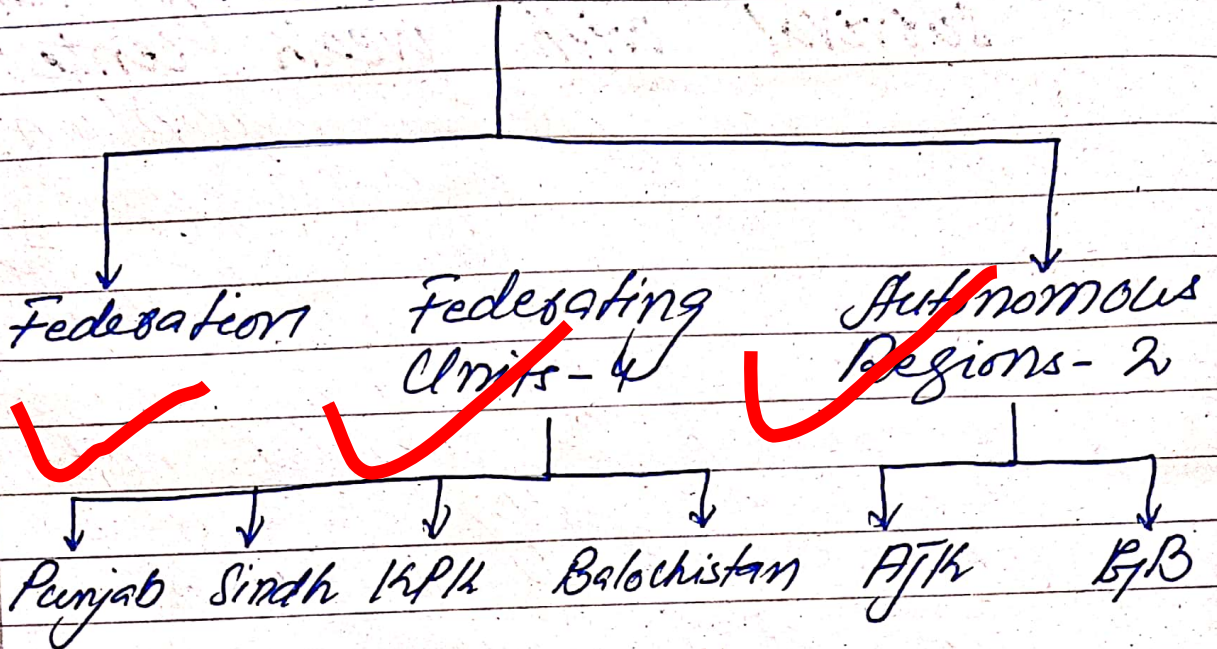 Federation
Federating
Units - 4
Autonomous
Regions - 2
Punjab Sindh KPK Balochistan AJK GB